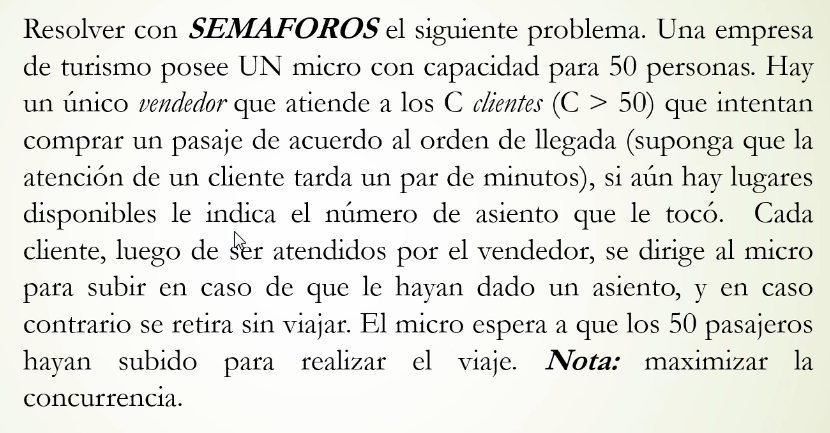 Resolver con SEMAFOROS el siguiente problema. Una empresa
de turismo posee UN micro con capacidad para 50 personas. Hay
un único vendedor que atiende a los C clientes (C > 50) que intentan
comprar un pasaje de acuerdo al orden de llegada (suponga que la
atención de un cliente tarda un par de minutos), si aún hay lugares
disponibles le indica el número de asiento que le tocó. Cada
cliente, luego de ser atendidos por el vendedor, se dirige al micro
para subir en caso de que le hayan dado un asiento, y en caso
contrario se retira sin viajar. El micro espera a que los 50 pasajeros
hayan subido para realizar el viaje. Nota: maximizar la
concurrencia.